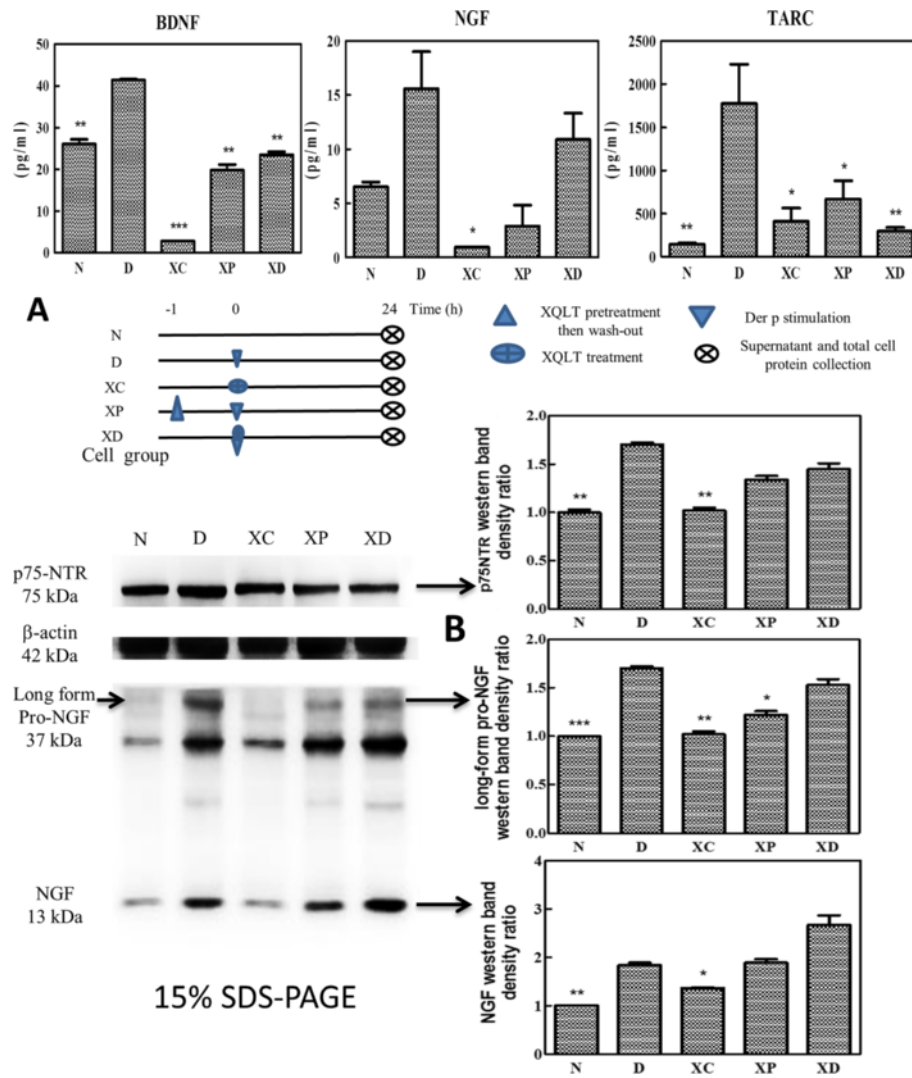 BDNF
NGF
TARC
(pg/ml)
50
40
30
20
10
0
**
***
**
**
N D XC XP XD
(pg/ml)
20
15
10
5
0
*
N D XC XP XD
(pg/ml)
2500
2000
1500
1000
500
0
**
*
*
**
N D XC XP XD
A
-1 0 24 Time (h)
N
D
XC
XP
XD
Cell group
XQLT pretreatment
then wash-out
Der p stimulation
XQLT treatment
Supernatant and total cell
protein collection
N D XC XP XD
p75-NTR
75 kDa
β-actin
42 kDa
Long form
Pro-NGF
37 kDa
NGF
13 kDa
15% SDS-PAGE
B
p75NTR western band
density ratio
2.0
1.5
1.0
0.5
0.0
**
**
N D XC XP XD
long-form pro-NGF
western band density ratio
2.0
1.5
1.0
0.5
0.0
***
**
*
N D XC XP XD
NGF western band
density ratio
4
3
2
1
0
**
*
N D XC XP XD